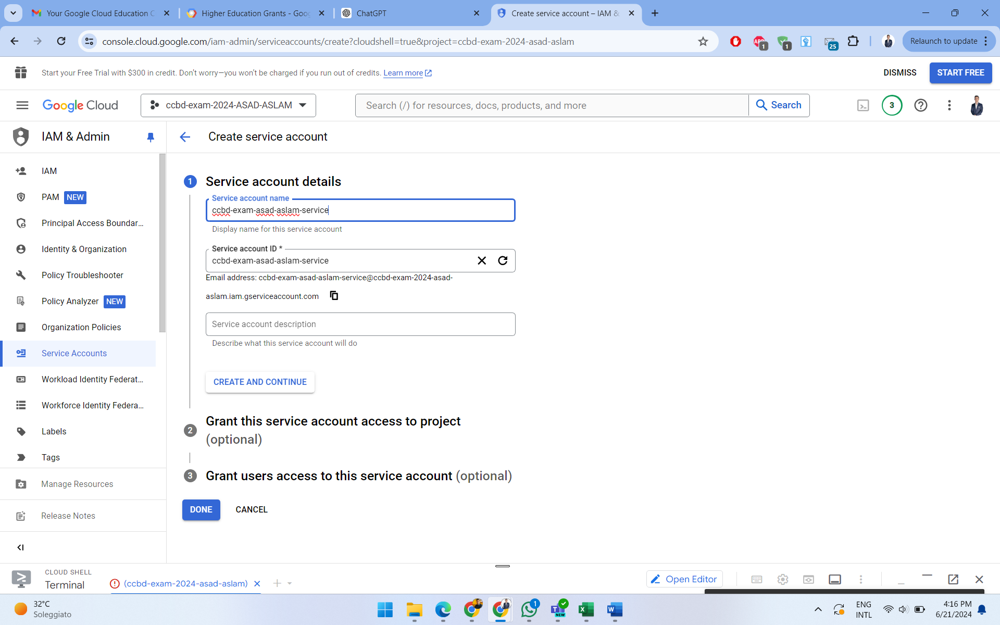 Your Google Cloud Education C
Higher Education Grants - Goog
ChatGPT
Create service account – IAM &
console.cloud.google.com/iam-admin/serviceaccounts/create?cloudshell=true&project=ccbd-exam-2024-asad-aslam
ABP
1
1
25
Relaunch to update
Start your Free Trial with $300 in credit. Don't worry—you won't be charged if you run out of credits. Learn more
DISMISS
START FREE
Google Cloud
ccbd-exam-2024-ASAD-ASLAM
Search (/) for resources, docs, products, and more
Search
3
IAM & Admin
Create service account
IAM
PAM NEW
Principal Access Boundar...
Identity & Organization
Policy Troubleshooter
Policy Analyzer NEW
Organization Policies
Service Accounts
Workload Identity Federat...
Workforce Identity Federa...
Labels
Tags
Manage Resources
Release Notes
1
Service account details
Service account name
ccbd-exam-asad-aslam-service
Display name for this service account
Service account ID *
ccbd-exam-asad-aslam-service
Email address: ccbd-exam-asad-aslam-service@ccbd-exam-2024-asad-
aslam.iam.gserviceaccount.com
Service account description
Describe what this service account will do
CREATE AND CONTINUE
2
Grant this service account access to project
(optional)
3
Grant users access to this service account (optional)
DONE
CANCEL
CLOUD SHELL
Terminal
(ccbd-exam-2024-asad-aslam)
Open Editor
32°C
Soleggiato
1
NEW
ENG
INTL
4:16 PM
6/21/2024